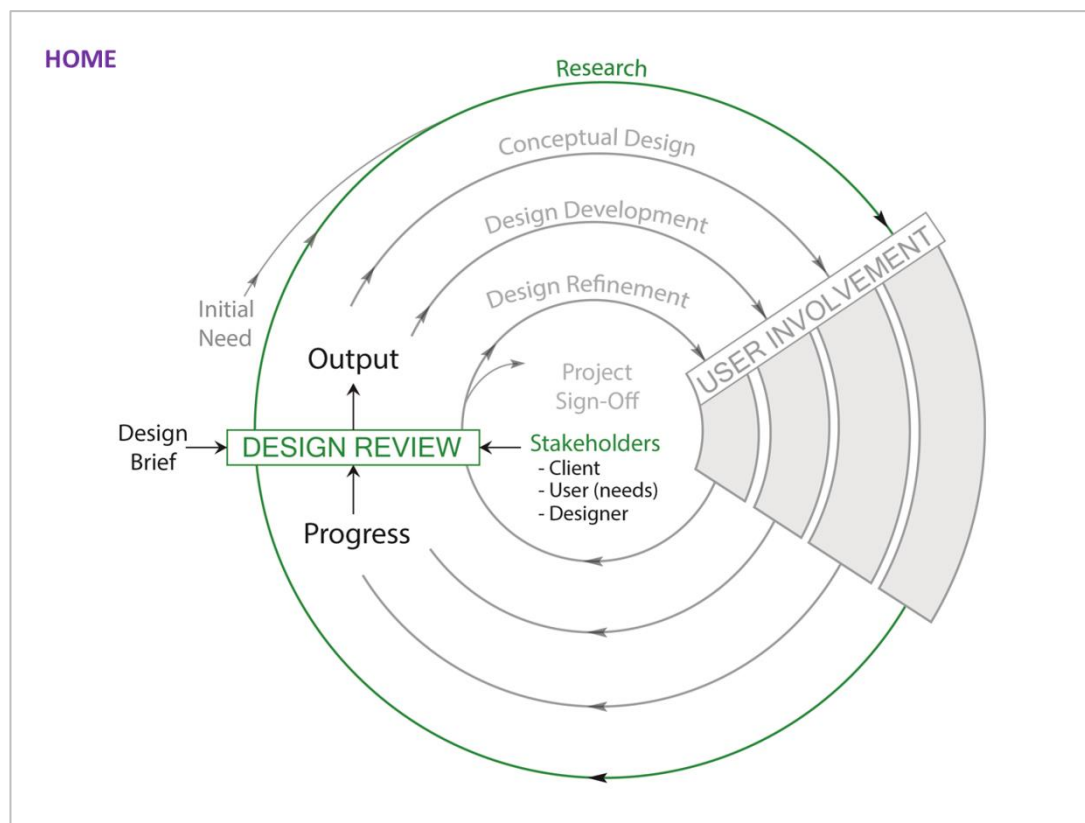 HOME
Research
Conceptual Design
Design Development
Design Refinement
USER INVOLVEMENT
Initial
Need
Output
Project
Sign-Off
Design
Brief
DESIGN REVIEW
Stakeholders
- Client
- User (needs)
- Designer
Progress